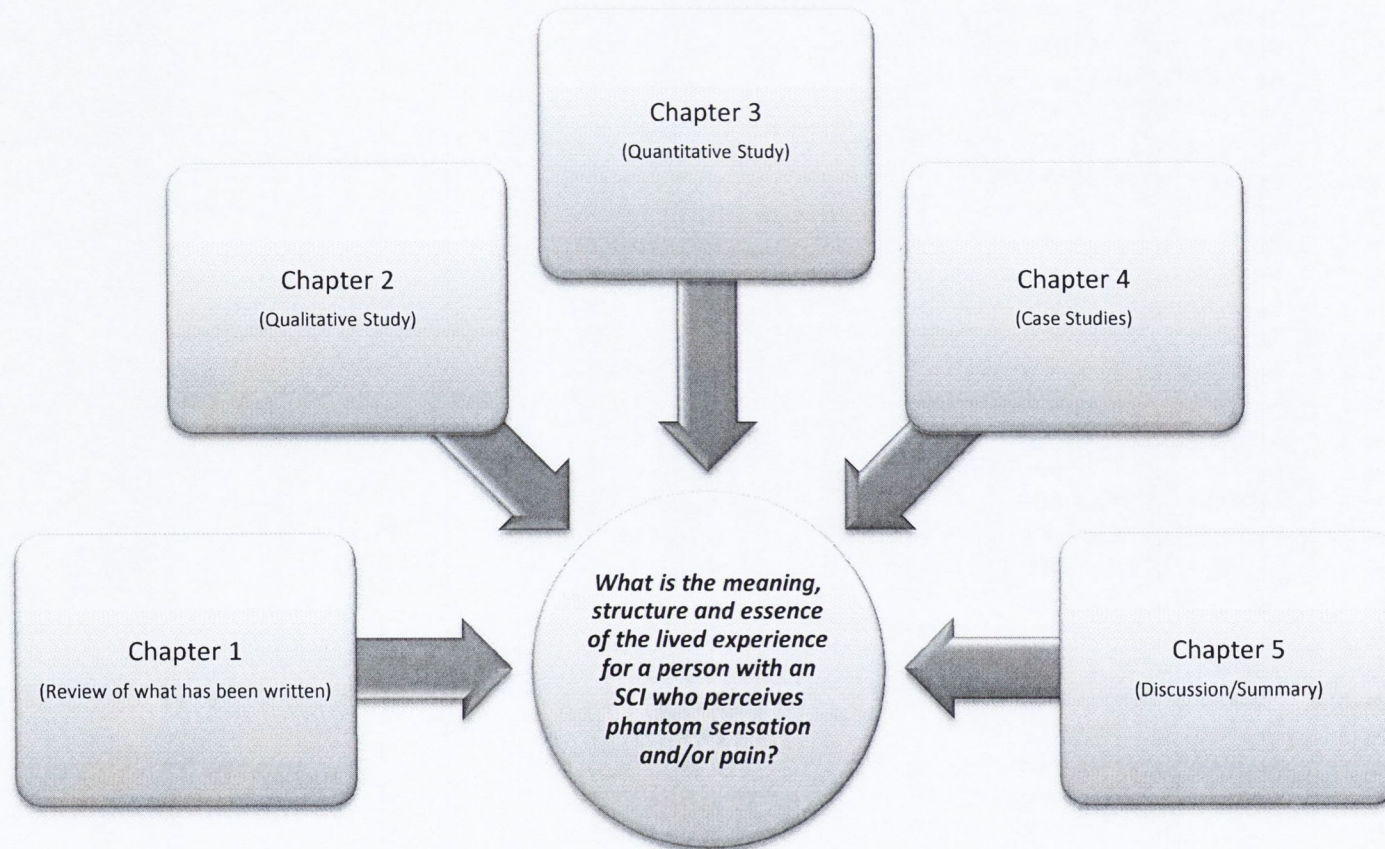 Chapter 1
(Review of what has been written)
Chapter 2
(Qualitative Study)
Chapter 3
(Quantitative Study)
Chapter 4
(Case Studies)
Chapter 5
(Discussion/Summary)
What is the meaning,
structure and essence
of the lived experience
for a person with an
SCI who perceives
phantom sensation
and/or pain?